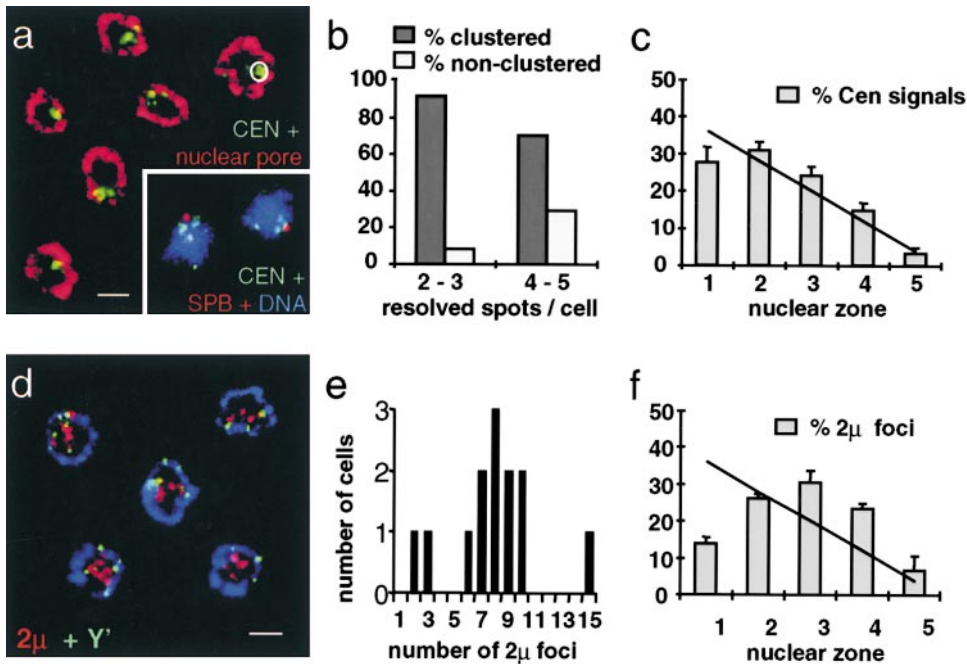 a
CEN +
nuclear pore
CEN +
SPB + DNA
b
% clustered
% non-clustered
100
80
60
40
20
0
2 - 3 4 - 5
resolved spots / cell
c
% Cen signals
50
40
30
20
10
0
1 2 3 4 5
nuclear zone
d
2μ + Y'
e
number of cells
3
2
1
0
1 3 5 7 9 11 13 15
number of 2μ foci
f
% 2μ foci
50
40
30
20
10
0
1 2 3 4 5
nuclear zone